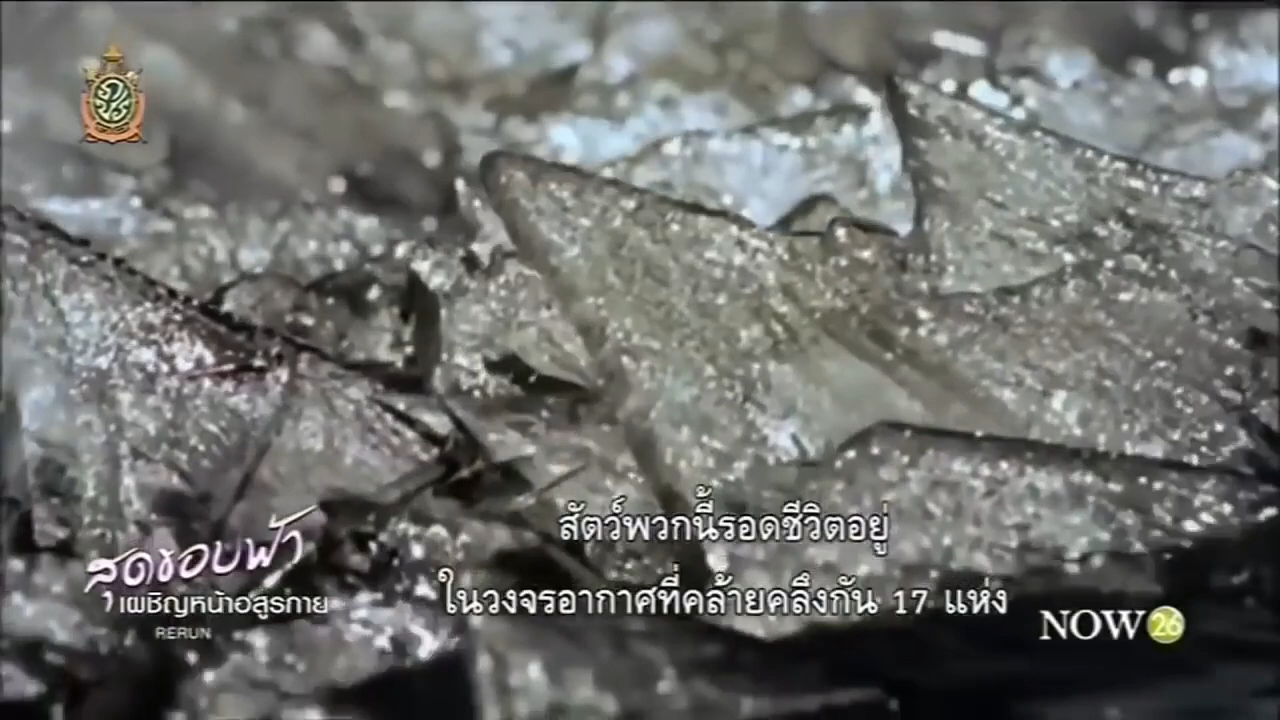 สัตว์พวกนี้รอดชีวิตอยู่
ในวงจรอากาศที่คล้ายคลึงกัน 17 แห่ง
สุดขอบฟ้า
เผชิญหน้าอสูรกาย
RERUN
NOW26